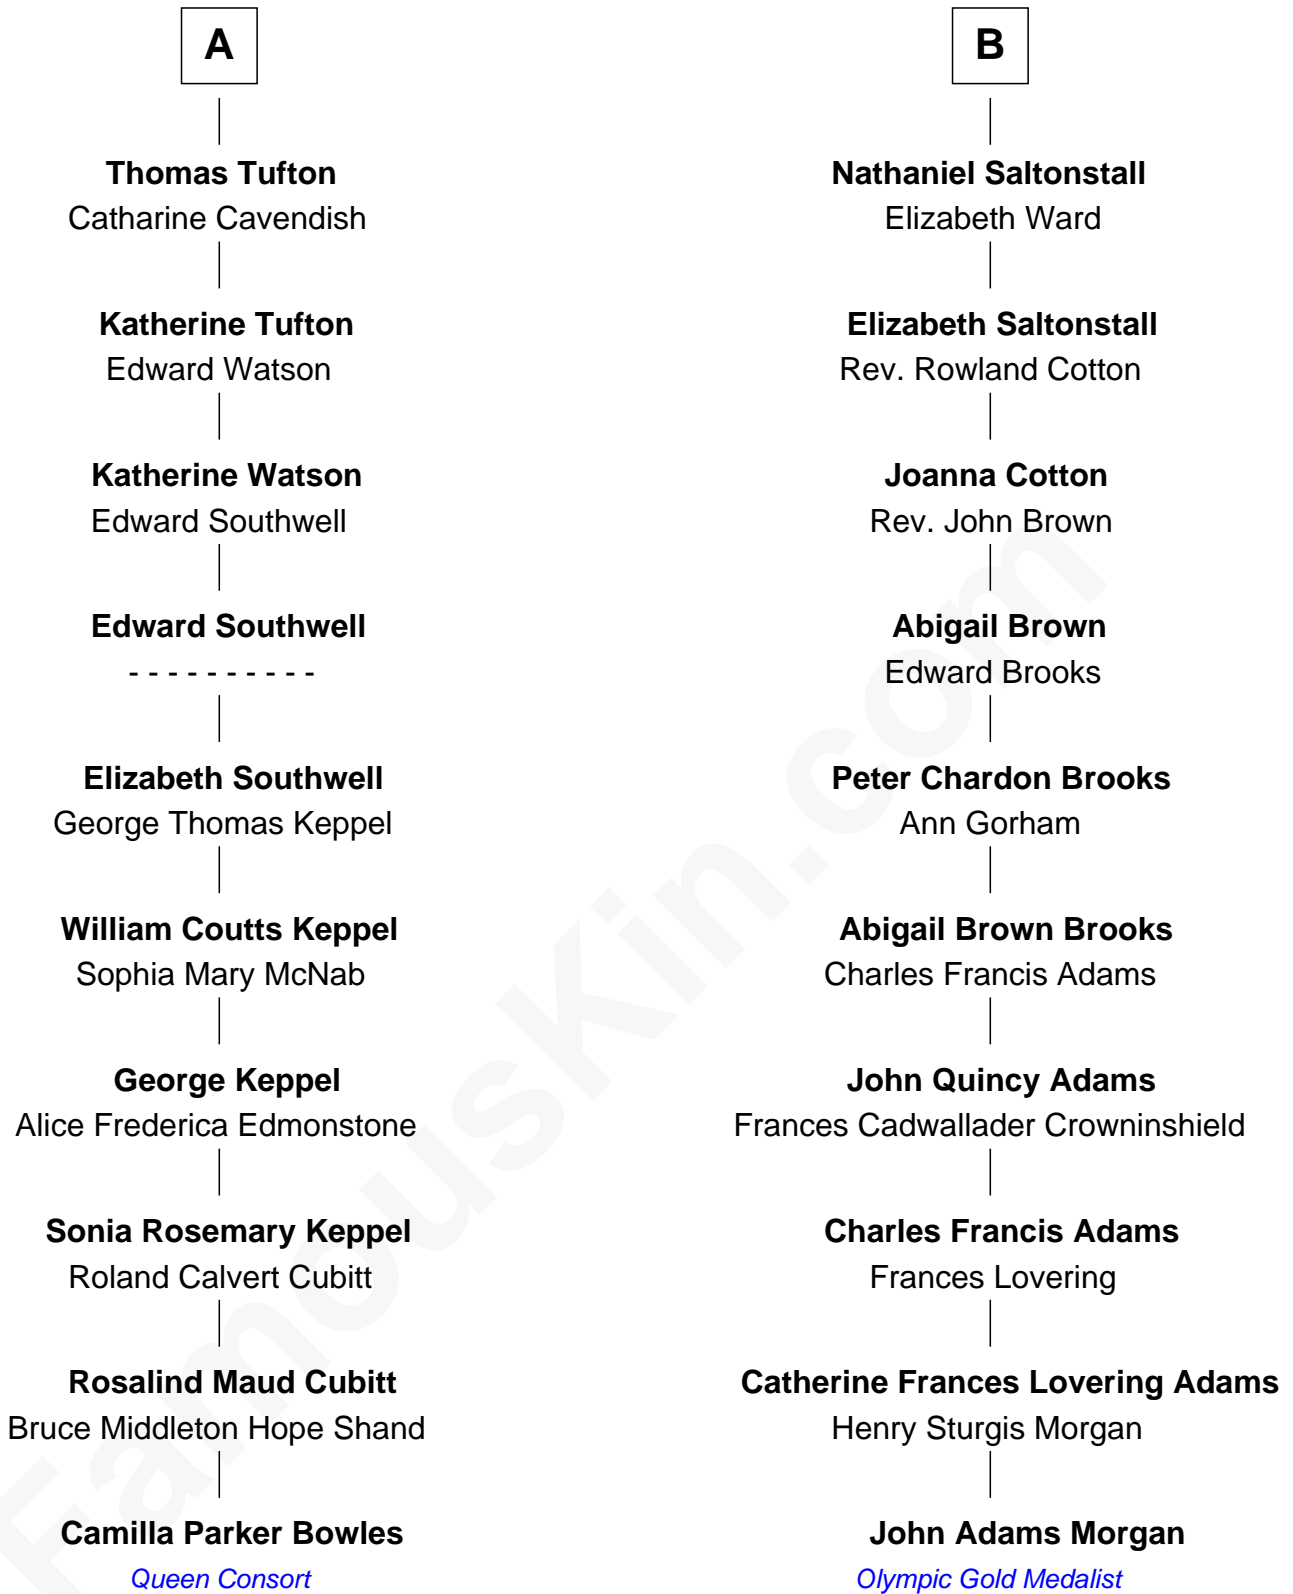 A
Thomas Tufton
Catharine Cavendish
Katherine Tufton
Edward Watson
Katherine Watson
Edward Southwell
Edward Southwell
- - - - - - - - - -
Elizabeth Southwell
George Thomas Keppel
William Coutts Keppel
Sophia Mary McNab
George Keppel
Alice Frederica Edmonstone
Sonia Rosemary Keppel
Roland Calvert Cubitt
Rosalind Maud Cubitt
Bruce Middleton Hope Shand
Camilla Parker Bowles
Queen Consort
B
Nathaniel Saltonstall
Elizabeth Ward
Elizabeth Saltonstall
Rev. Rowland Cotton
Joanna Cotton
Rev. John Brown
Abigail Brown
Edward Brooks
Peter Chardon Brooks
Ann Gorham
Abigail Brown Brooks
Charles Francis Adams
John Quincy Adams
Frances Cadwallader Crowninshield
Charles Francis Adams
Frances Lovering
Catherine Frances Lovering Adams
Henry Sturgis Morgan
John Adams Morgan
Olympic Gold Medalist
FamousKin.com